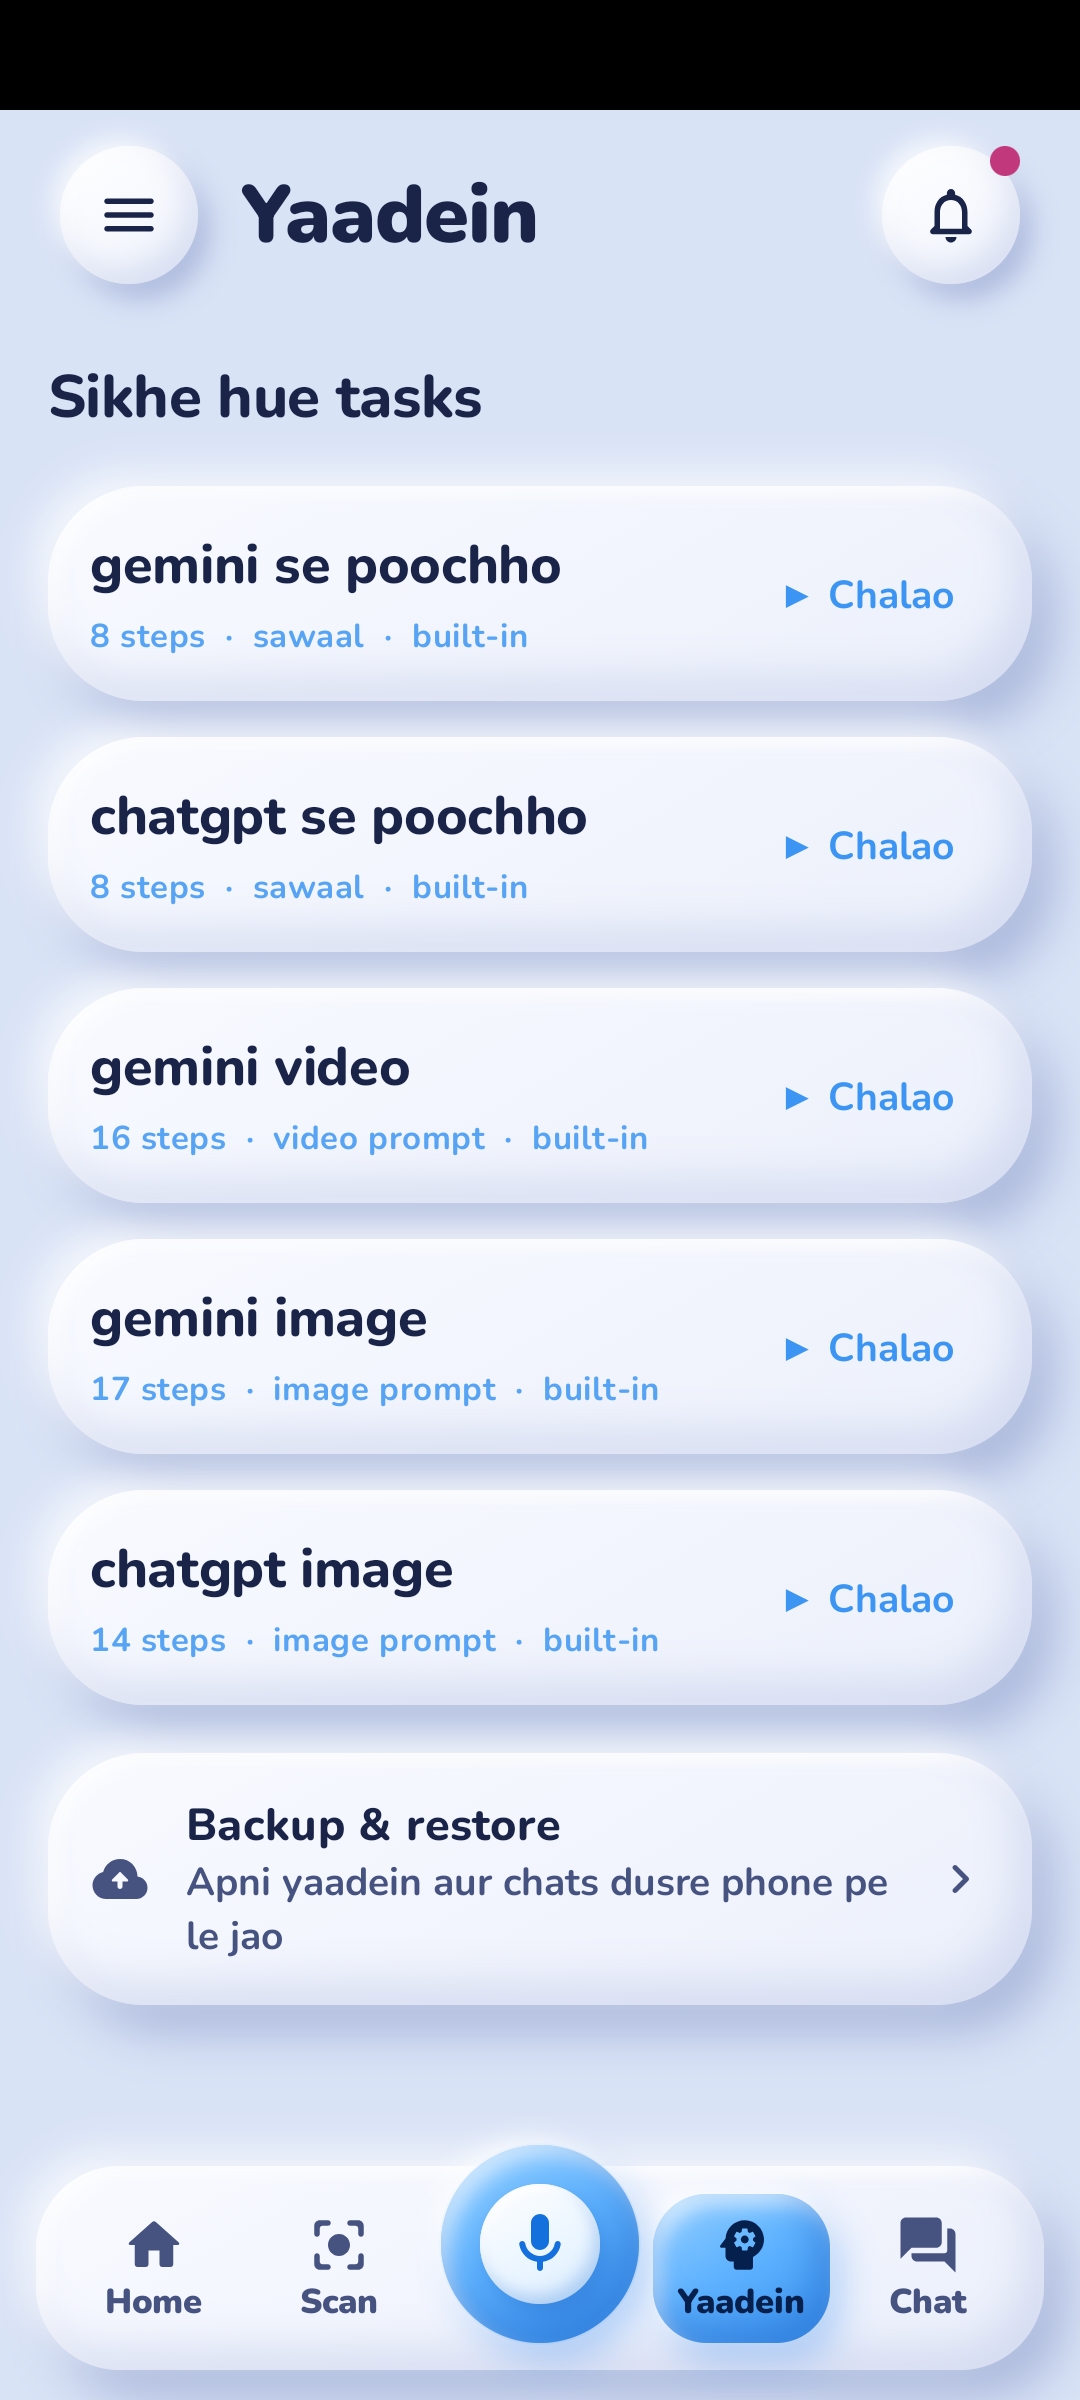 Yaadein
Sikhe hue tasks
gemini se poochho
8 steps · sawaal · built-in
▶ Chalao
chatgpt se poochho
8 steps · sawaal · built-in
▶ Chalao
gemini video
16 steps · video prompt · built-in
▶ Chalao
gemini image
17 steps · image prompt · built-in
▶ Chalao
chatgpt image
14 steps · image prompt · built-in
▶ Chalao
Backup & restore
Apni yaadein aur chats dusre phone pe
le jao
Home
Scan
Yaadein
Chat